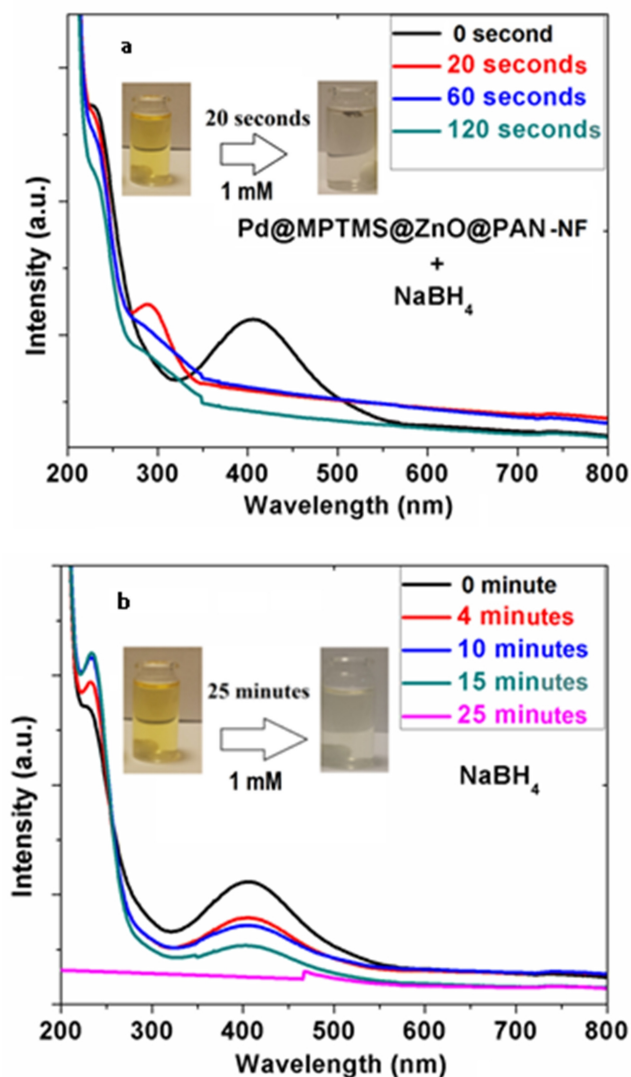 a
0 second
20 seconds
60 seconds
120 seconds
20 seconds
1 mM
Pd@MPTMS@ZnO@PAN-NF
+
NaBH4
Intensity (a.u.)
200 300 400 500 600 700 800
Wavelength (nm)
b
0 minute
4 minutes
10 minutes
15 minutes
25 minutes
25 minutes
1 mM
NaBH4
Intensity (a.u.)
200 300 400 500 600 700 800
Wavelength (nm)